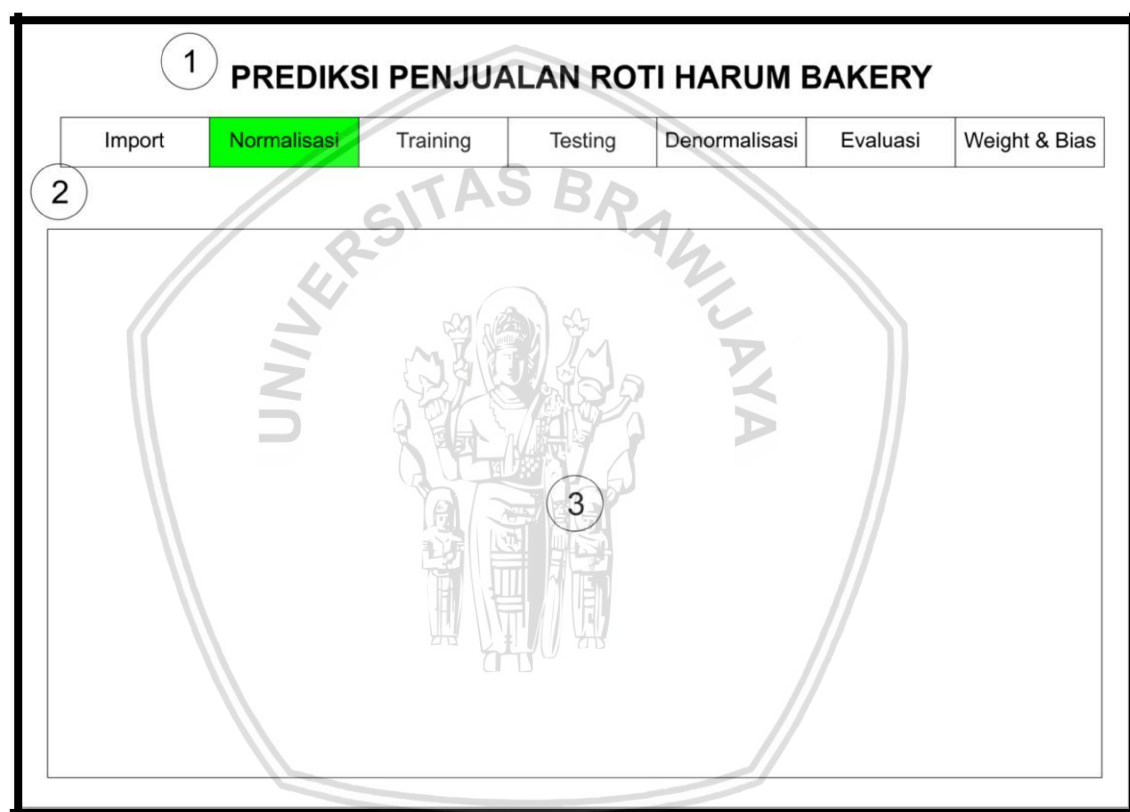 1
PREDIKSI PENJUALAN ROTI HARUM BAKERY
Import Normalisasi Training Testing Denormalisasi Evaluasi Weight & Bias
2
UNIVERSITAS BRAWIJAYA
3